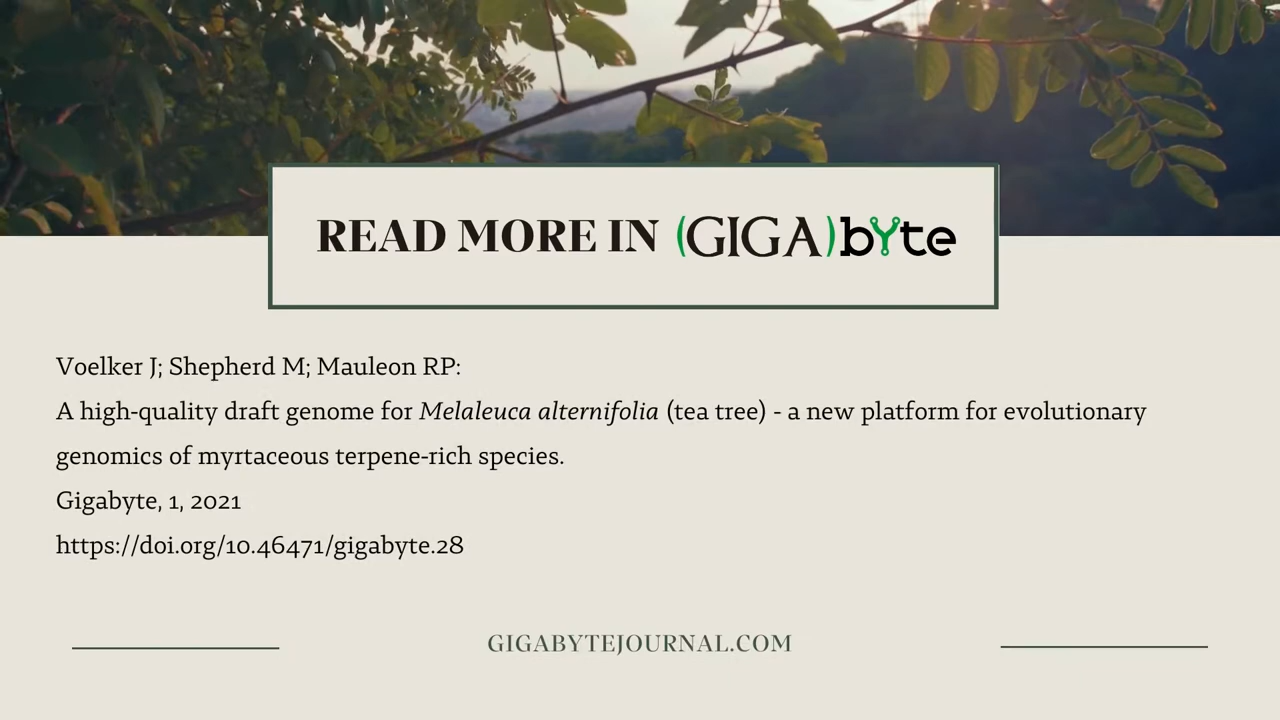 READ MORE IN (GIGA)byte
Voelker J; Shepherd M; Mauleon RP:
A high-quality draft genome for Melaleuca alternifolia (tea tree) - a new platform for evolutionary
genomics of myrtaceous terpene-rich species.
Gigabyte, 1, 2021
https://doi.org/10.46471/gigabyte.28
GIGABYTEJOURNAL.COM